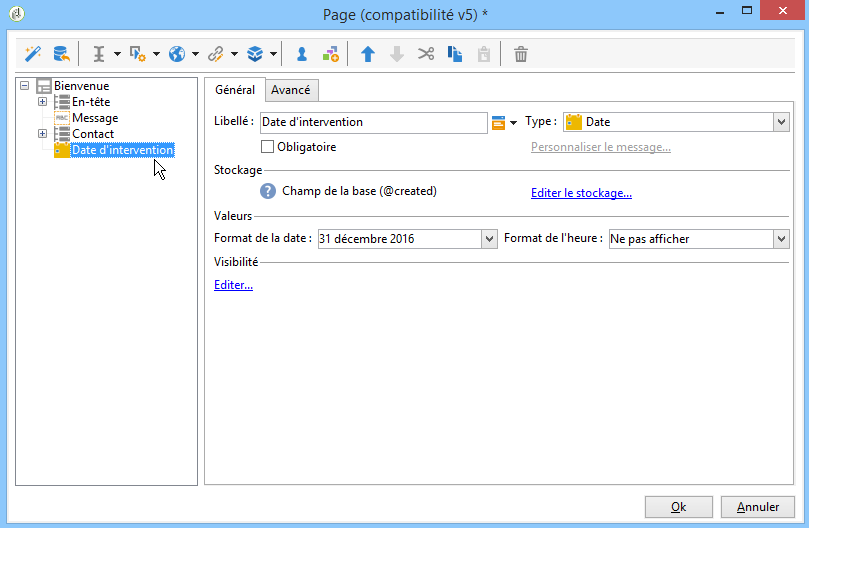 Page (compatibilité v5) *
Bienvenue
En-tête
Message
Contact
Date d'intervention
Général
Avancé
Libellé :
Date d'intervention
Type :
Date
Obligatoire
Personnaliser le message...
Stockage
Champ de la base (@created)
Editer le stockage...
Valeurs
Format de la date :
31 décembre 2016
Format de l'heure :
Ne pas afficher
Visibilité
Editer...
Ok
Annuler